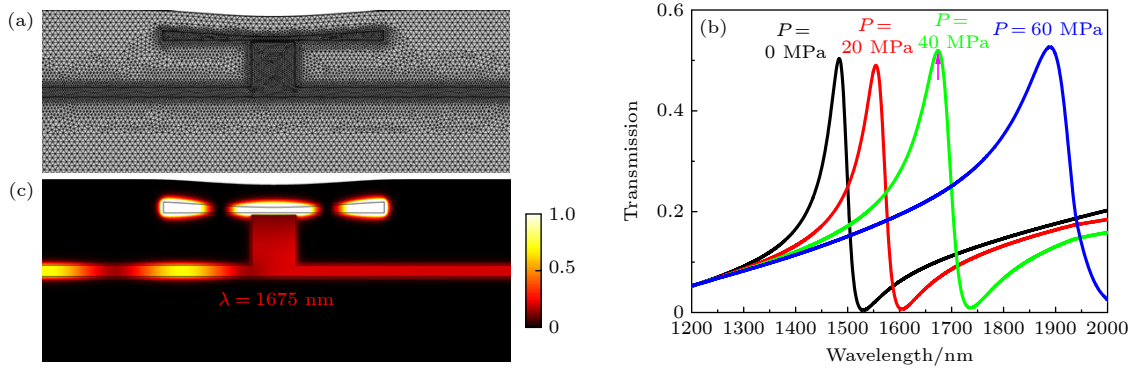 (a)
(c)
λ = 1675 nm
1.0
0.5
0
(b)
P =
0 MPa
P =
20 MPa
P =
40 MPa
P = 60 MPa
Transmission
0.6
0.4
0.2
0
1200 1300 1400 1500 1600 1700 1800 1900 2000
Wavelength/nm